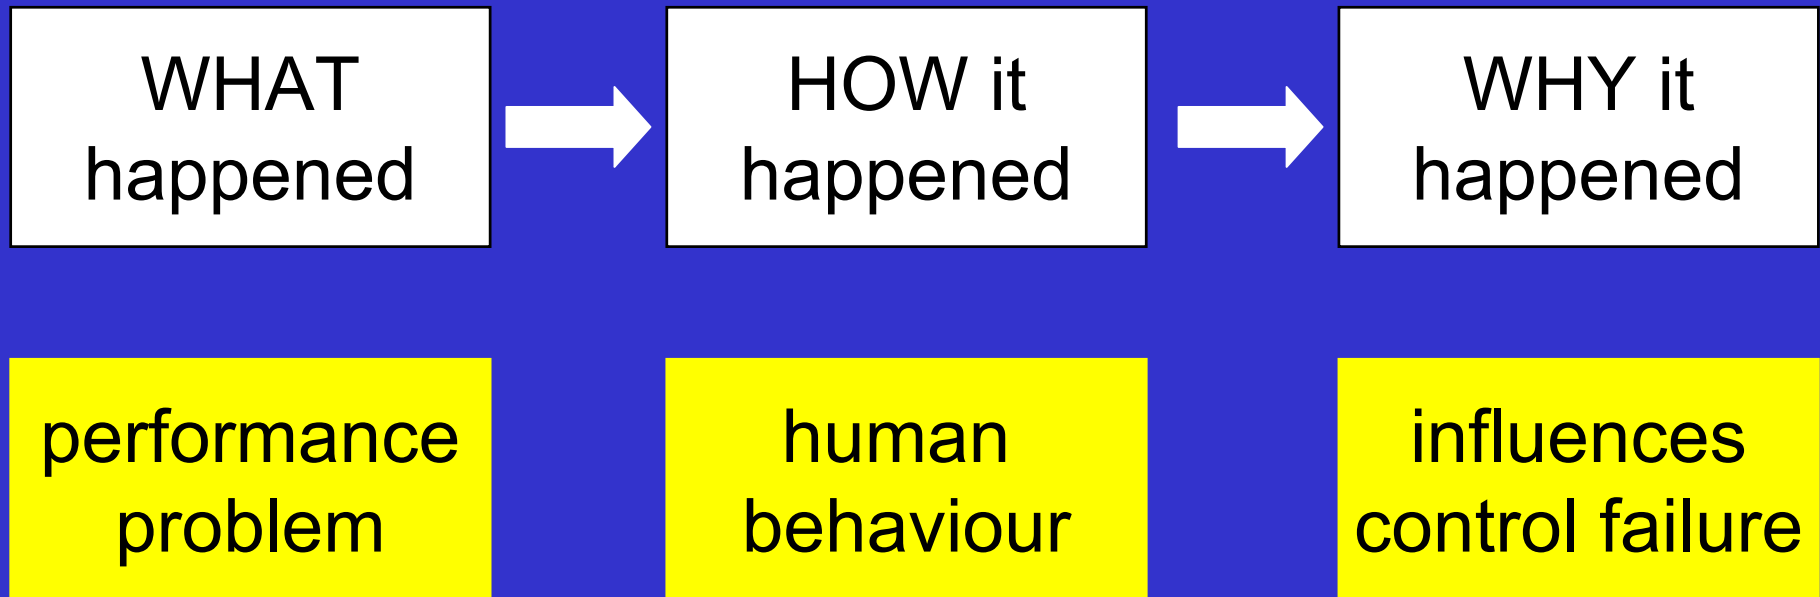 WHAT
happened
HOW it
happened
WHY it
happened
performance
problem
human
behaviour
influences
control failure